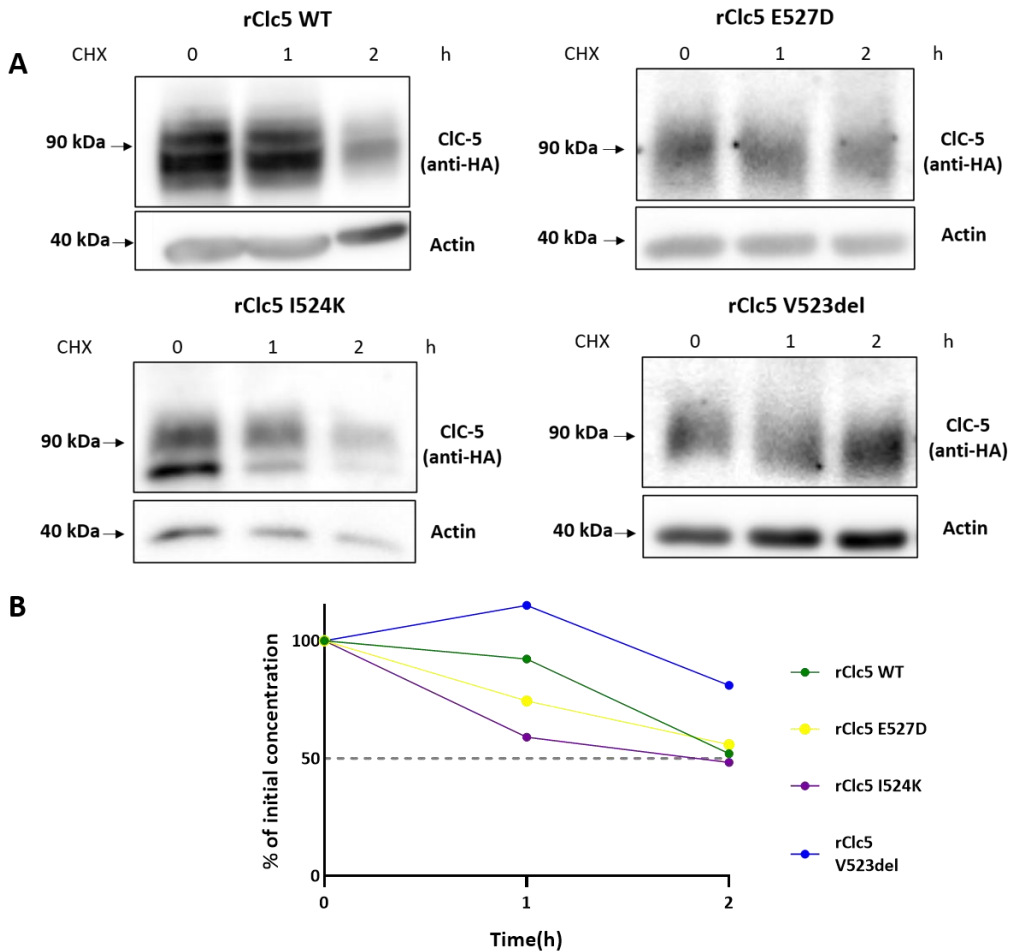 rClc5 WT
rClc5 E527D
A
CHX 0 1 2 h
CHX 0 1 2 h
90 kDa
ClC-5
(anti-HA)
90 kDa
ClC-5
(anti-HA)
40 kDa
Actin
40 kDa
Actin
rClc5 I524K
rClc5 V523del
CHX 0 1 2 h
CHX 0 1 2 h
90 kDa
ClC-5
(anti-HA)
90 kDa
ClC-5
(anti-HA)
40 kDa
Actin
40 kDa
Actin
B
% of initial concentration
100
50
0
0 1 2
Time(h)
rClc5 WT
rClc5 E527D
rClc5 I524K
rClc5
V523del